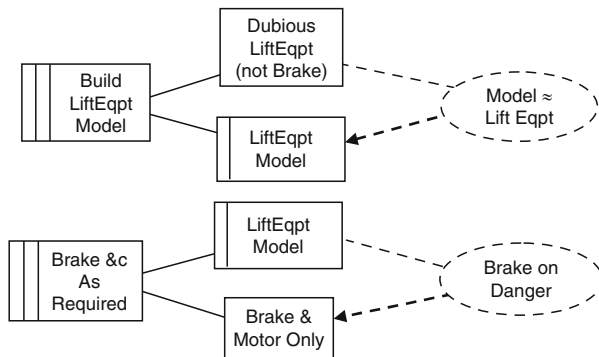 Dubious
LiftEqpt
(not Brake)
Build
LiftEqpt
Model
Model ≈
Lift Eqpt
LiftEqpt
Model
LiftEqpt
Model
Brake &c
As
Required
Brake on
Danger
Brake &
Motor Only